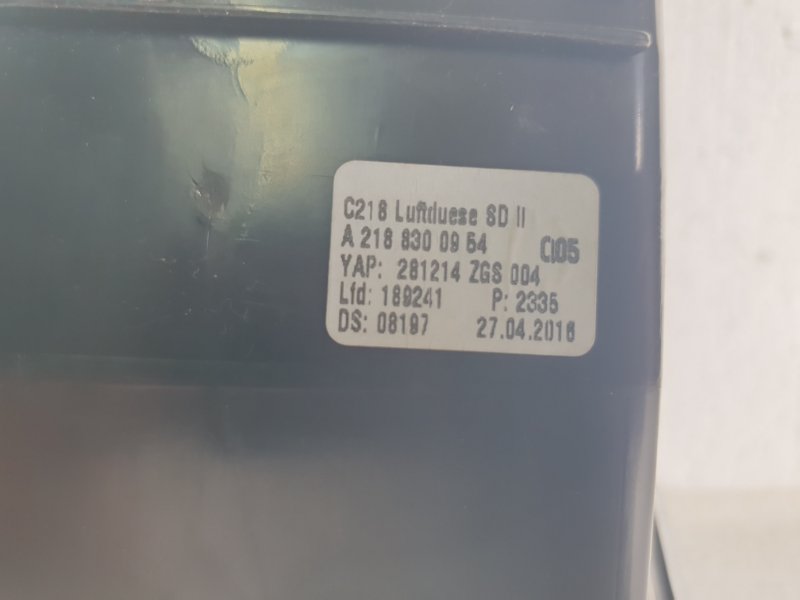 C218 Luftduese SD II
A 218 830 09 54 CI05
YAP: 281214 ZGS 004
Lfd: 189241 P: 2335
DS: 08197 27.04.2016